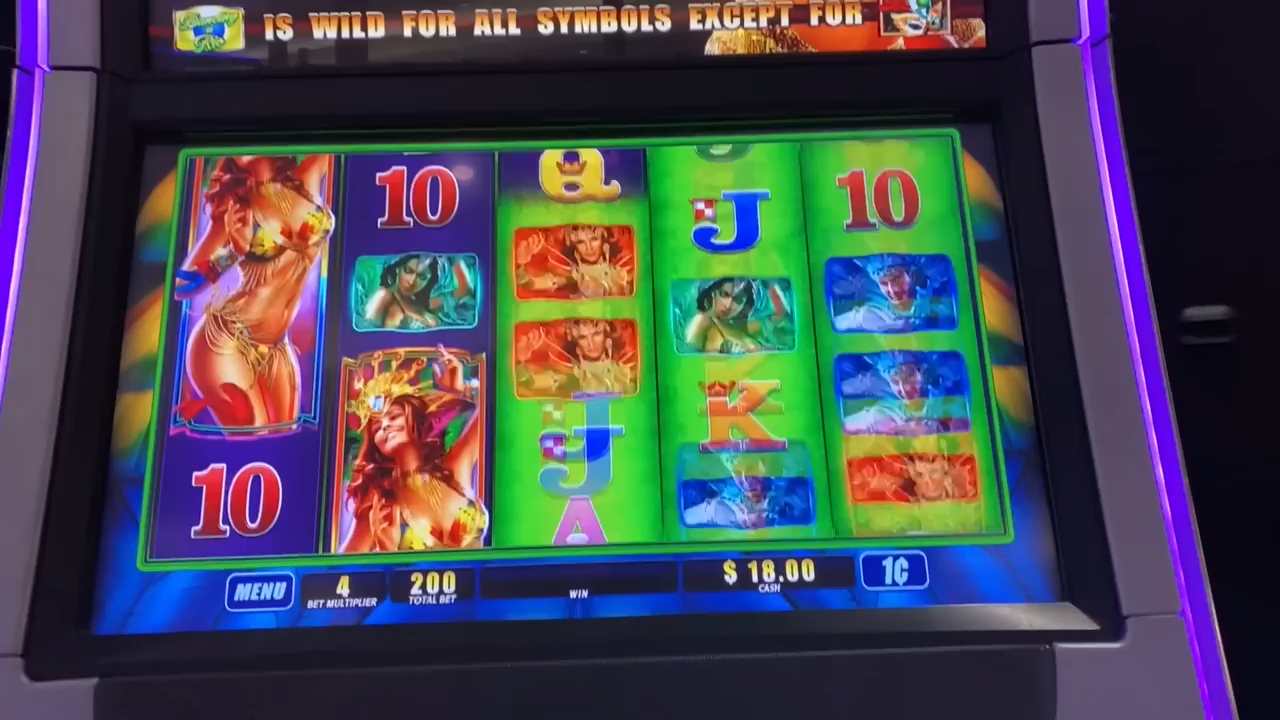 IS WILD FOR ALL SYMBOLS EXCEPT FOR
Q
10
J
10
K
J
10
A
MENU
4
BET MULTIPLIER
200
TOTAL BET
WIN
$ 18.00
CASH
1¢